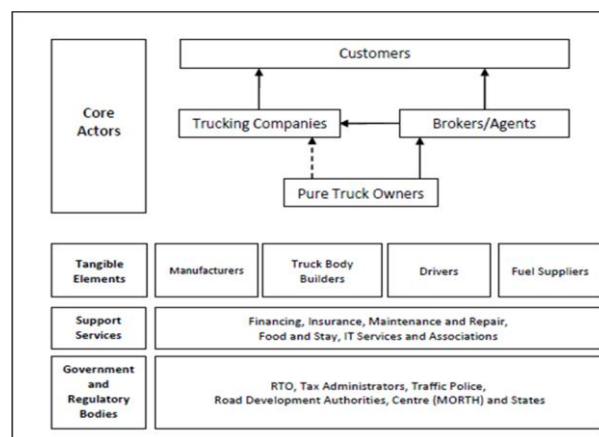 Core
Actors
Customers
Trucking Companies
Brokers/Agents
Pure Truck Owners
Tangible
Elements
Manufacturers
Truck Body
Builders
Drivers
Fuel Suppliers
Support
Services
Financing, Insurance, Maintenance and Repair,
Food and Stay, IT Services and Associations
Government
and
Regulatory
Bodies
RTO, Tax Administrators, Traffic Police,
Road Development Authorities, Centre (MORTH) and States